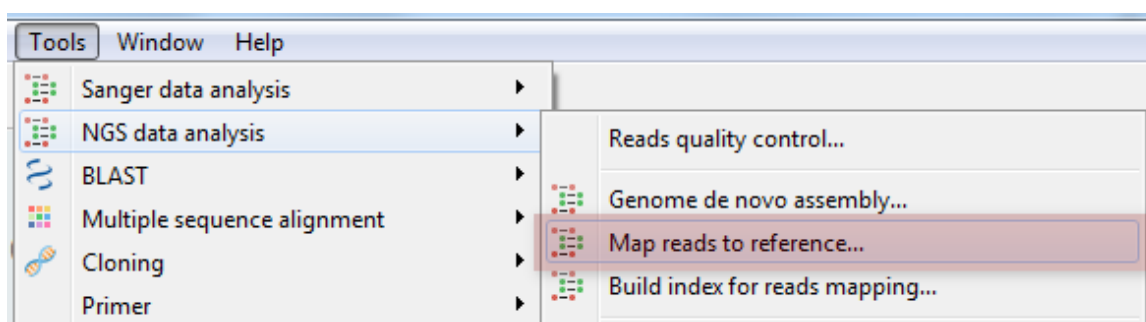 Tools Window Help
Sanger data analysis
NGS data analysis
BLAST
Multiple sequence alignment
Cloning
Primer
Reads quality control...
Genome de novo assembly...
Map reads to reference...
Build index for reads mapping...